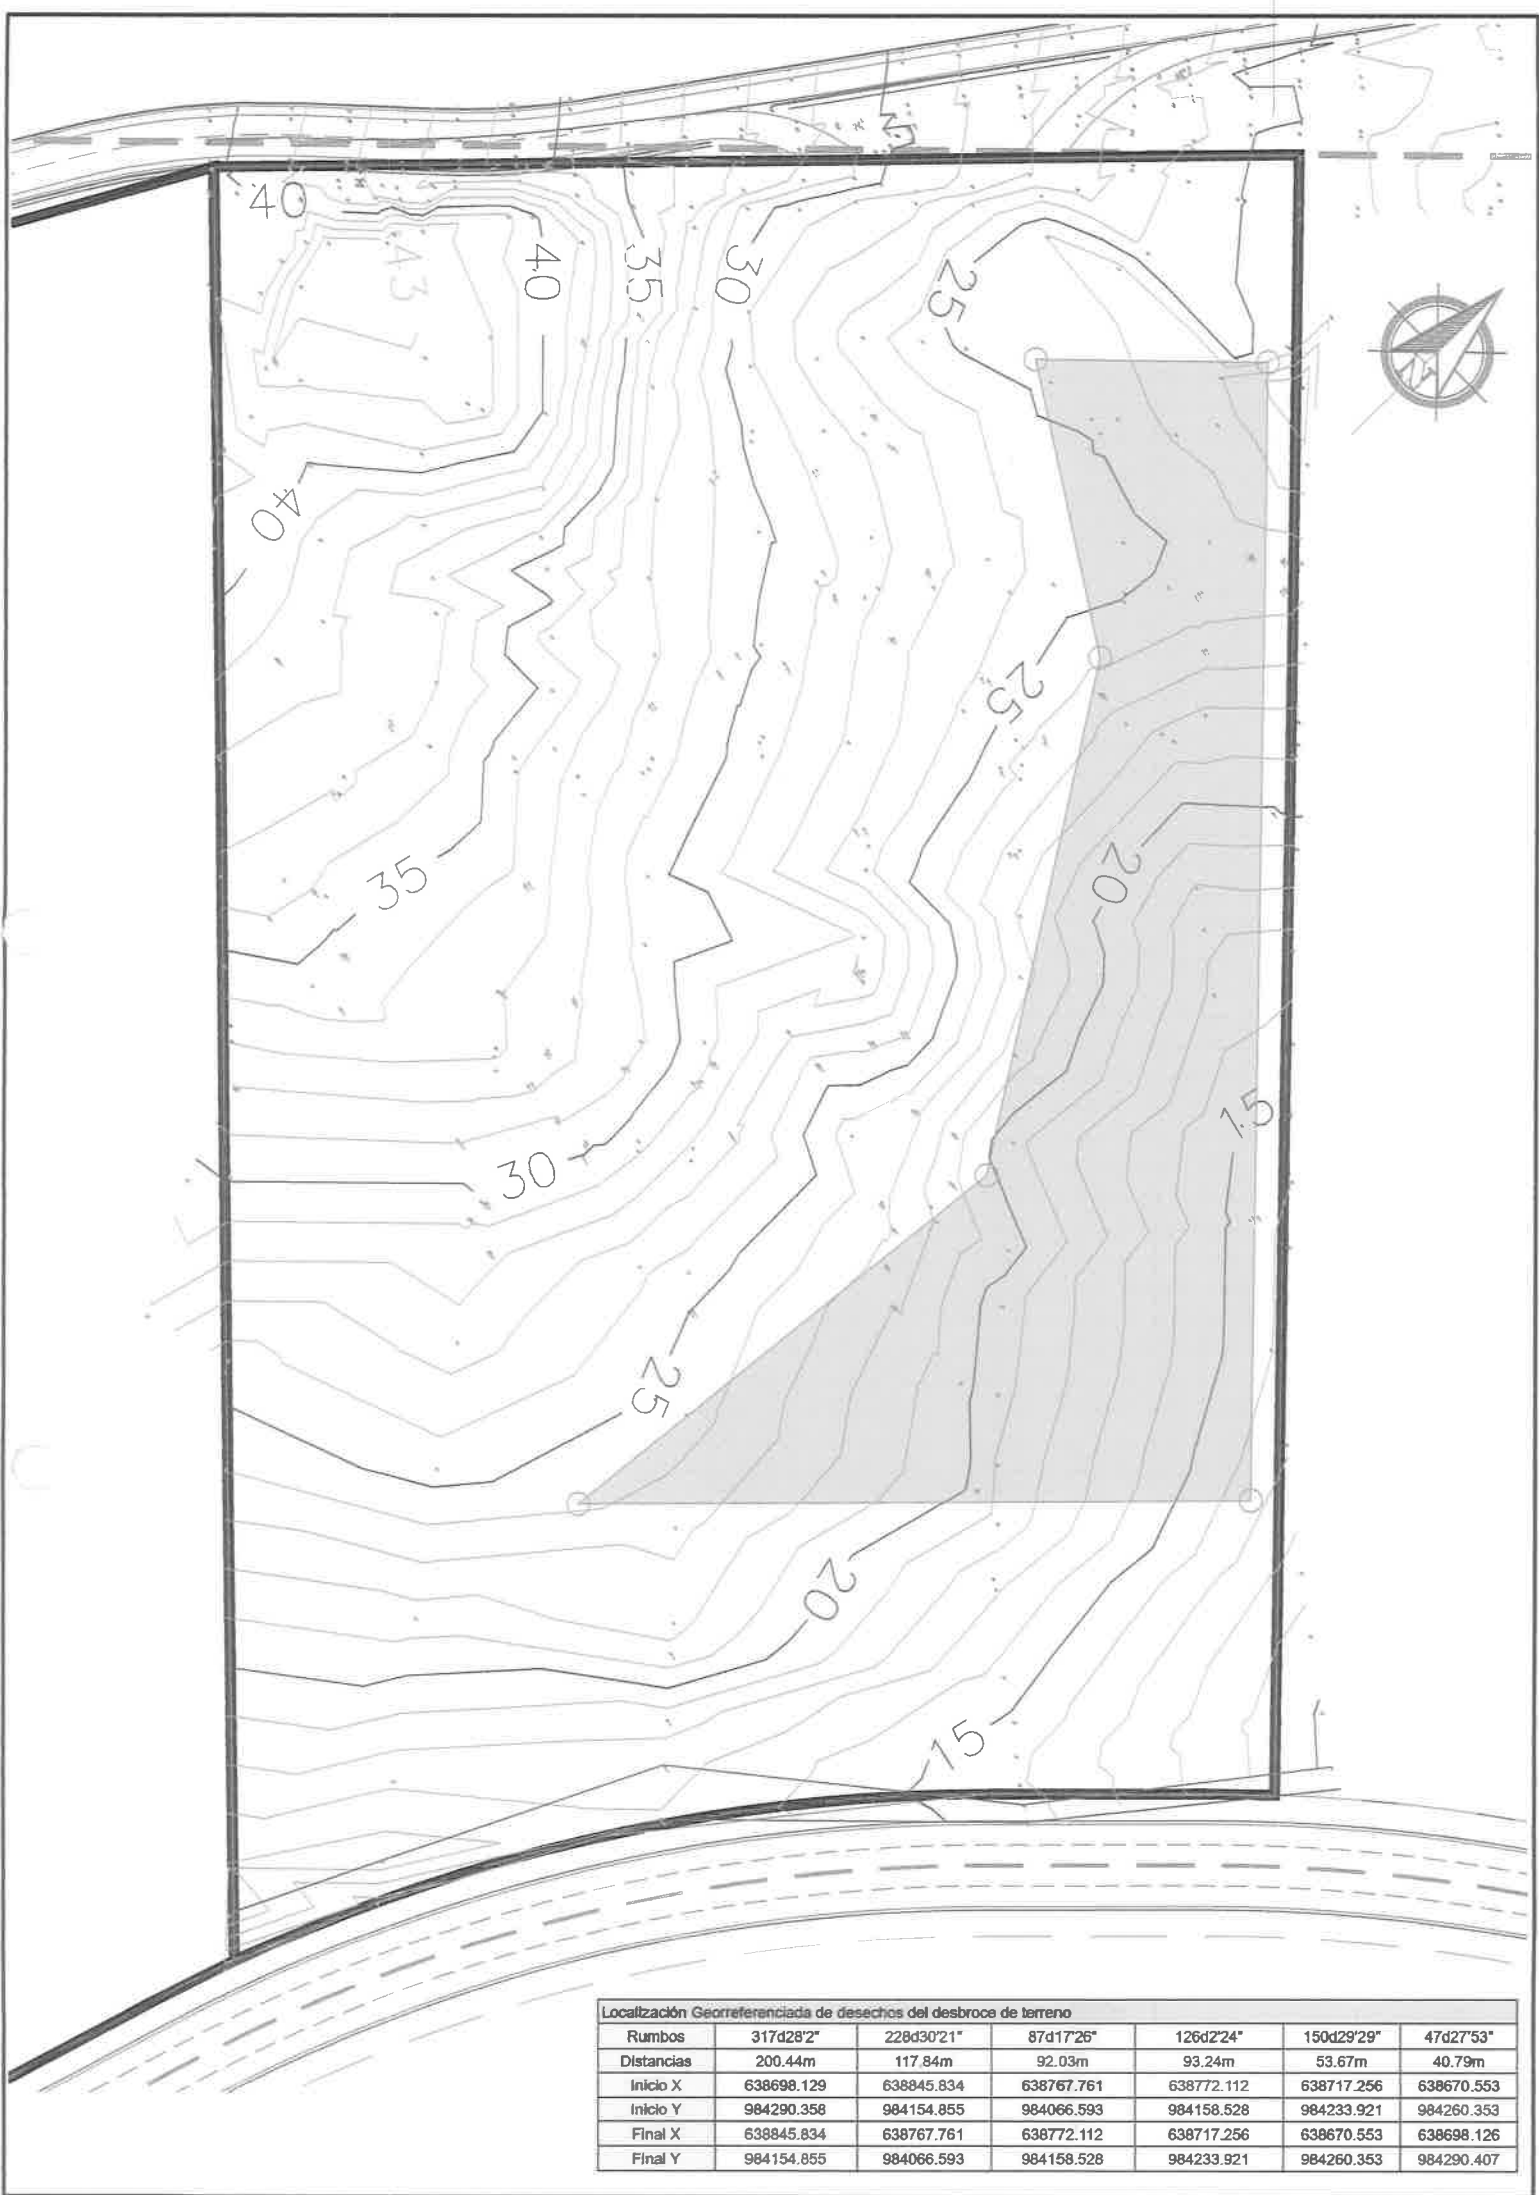 40
43
40
35
30
25
40
25
20
35
15
30
25
20
15
Localización Georreferenciada de desechos del desbroce de terreno
Rumbos 317d28'2" 228d30'21" 87d17'26" 126d2'24" 150d29'29" 47d27'53"
Distancias 200.44m 117.84m 92.03m 93.24m 53.67m 40.79m
Inicio X 638698.129 638845.834 638767.761 638772.112 638717.256 638670.553
Inicio Y 984290.358 984154.855 984066.593 984158.528 984233.921 984260.353
Final X 638845.834 638767.761 638772.112 638717.256 638670.553 638698.126
Final Y 984154.855 984066.593 984158.528 984233.921 984260.353 984290.407